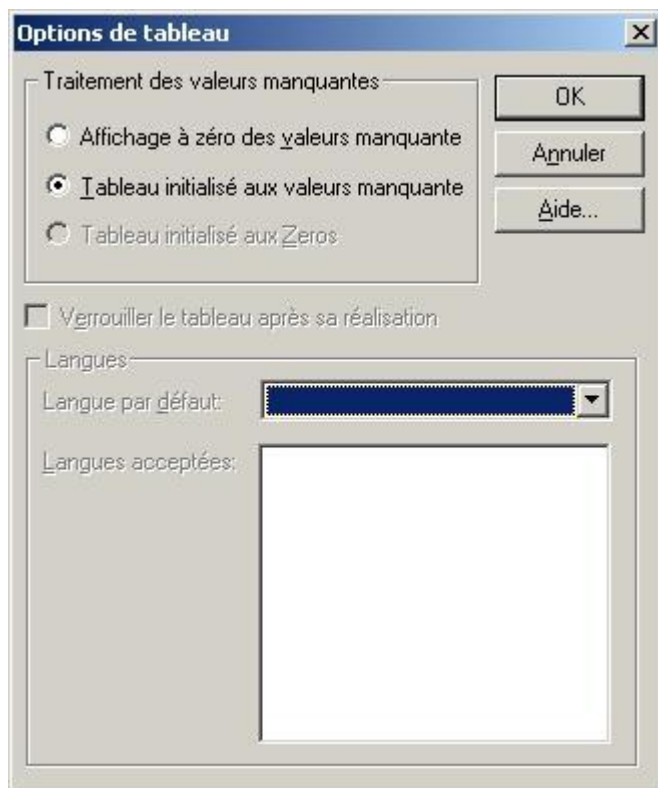 Options de tableau
Traitement des valeurs manquantes
Affichage à zéro des valeurs manquante
Tableau initialisé aux valeurs manquante
Tableau initialisé aux Zeros
OK
Annuler
Aide...
Verrouiller le tableau après sa réalisation
Langues
Langue par défaut:
Langues acceptées: